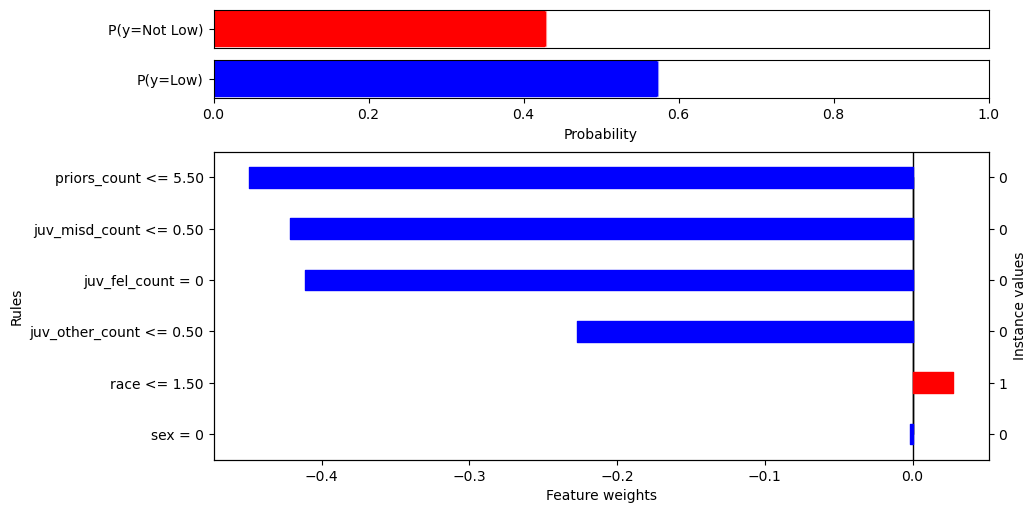 P(y=Not Low)
P(y=Low)
0.0 0.2 0.4 0.6 0.8 1.0
Probability
priors_count <= 5.50 0
juv_misd_count <= 0.50 0
juv_fel_count = 0 0
juv_other_count <= 0.50 0
race <= 1.50 1
sex = 0 0
Rules
Instance values
−0.4 −0.3 −0.2 −0.1 0.0
Feature weights